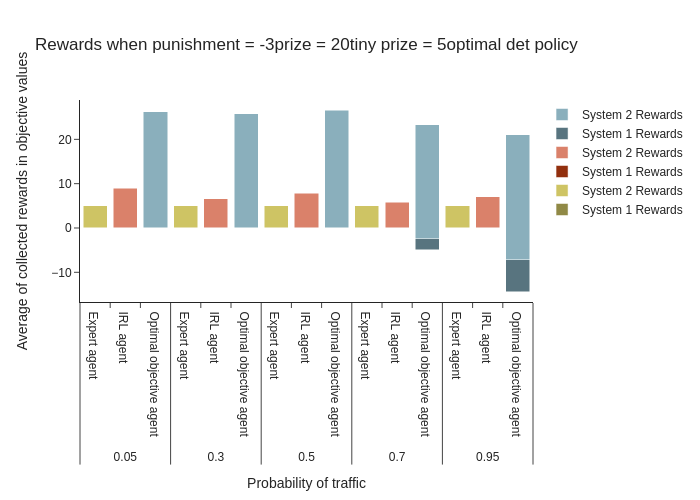 Rewards when punishment = -3prize = 20tiny prize = 5optimal det policy
Average of collected rewards in objective values
20
10
0
−10
System 2 Rewards
System 1 Rewards
System 2 Rewards
System 1 Rewards
System 2 Rewards
System 1 Rewards
Expert agent
IRL agent
Optimal objective agent
Expert agent
IRL agent
Optimal objective agent
Expert agent
IRL agent
Optimal objective agent
Expert agent
IRL agent
Optimal objective agent
Expert agent
IRL agent
Optimal objective agent
0.05
0.3
0.5
0.7
0.95
Probability of traffic